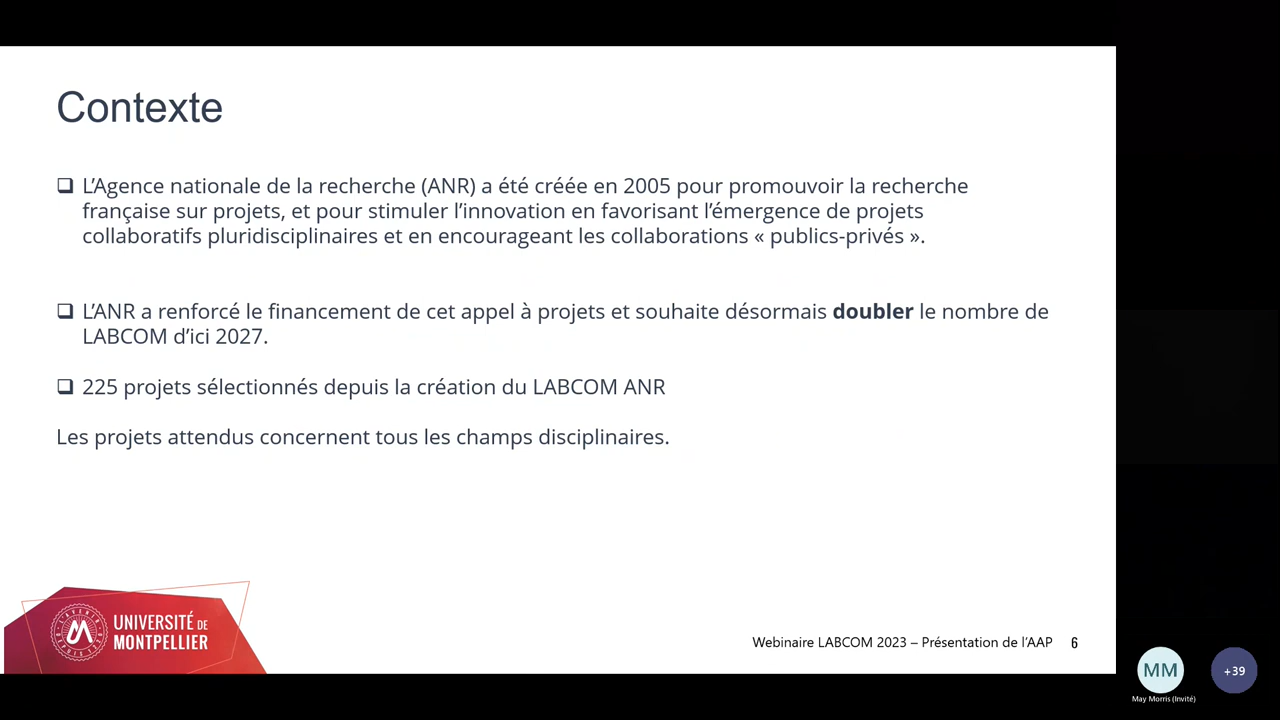 Contexte
❑ L’Agence nationale de la recherche (ANR) a été créée en 2005 pour promouvoir la recherche
française sur projets, et pour stimuler l’innovation en favorisant l’émergence de projets
collaboratifs pluridisciplinaires et en encourageant les collaborations « publics-privés ».
❑ L’ANR a renforcé le financement de cet appel à projets et souhaite désormais doubler le nombre de
LABCOM d’ici 2027.
❑ 225 projets sélectionnés depuis la création du LABCOM ANR
Les projets attendus concernent tous les champs disciplinaires.
UNIVERSITÉ DE
MONTPELLIER
Webinaire LABCOM 2023 – Présentation de l’AAP 6
MM
+39
May Morris (Invité)